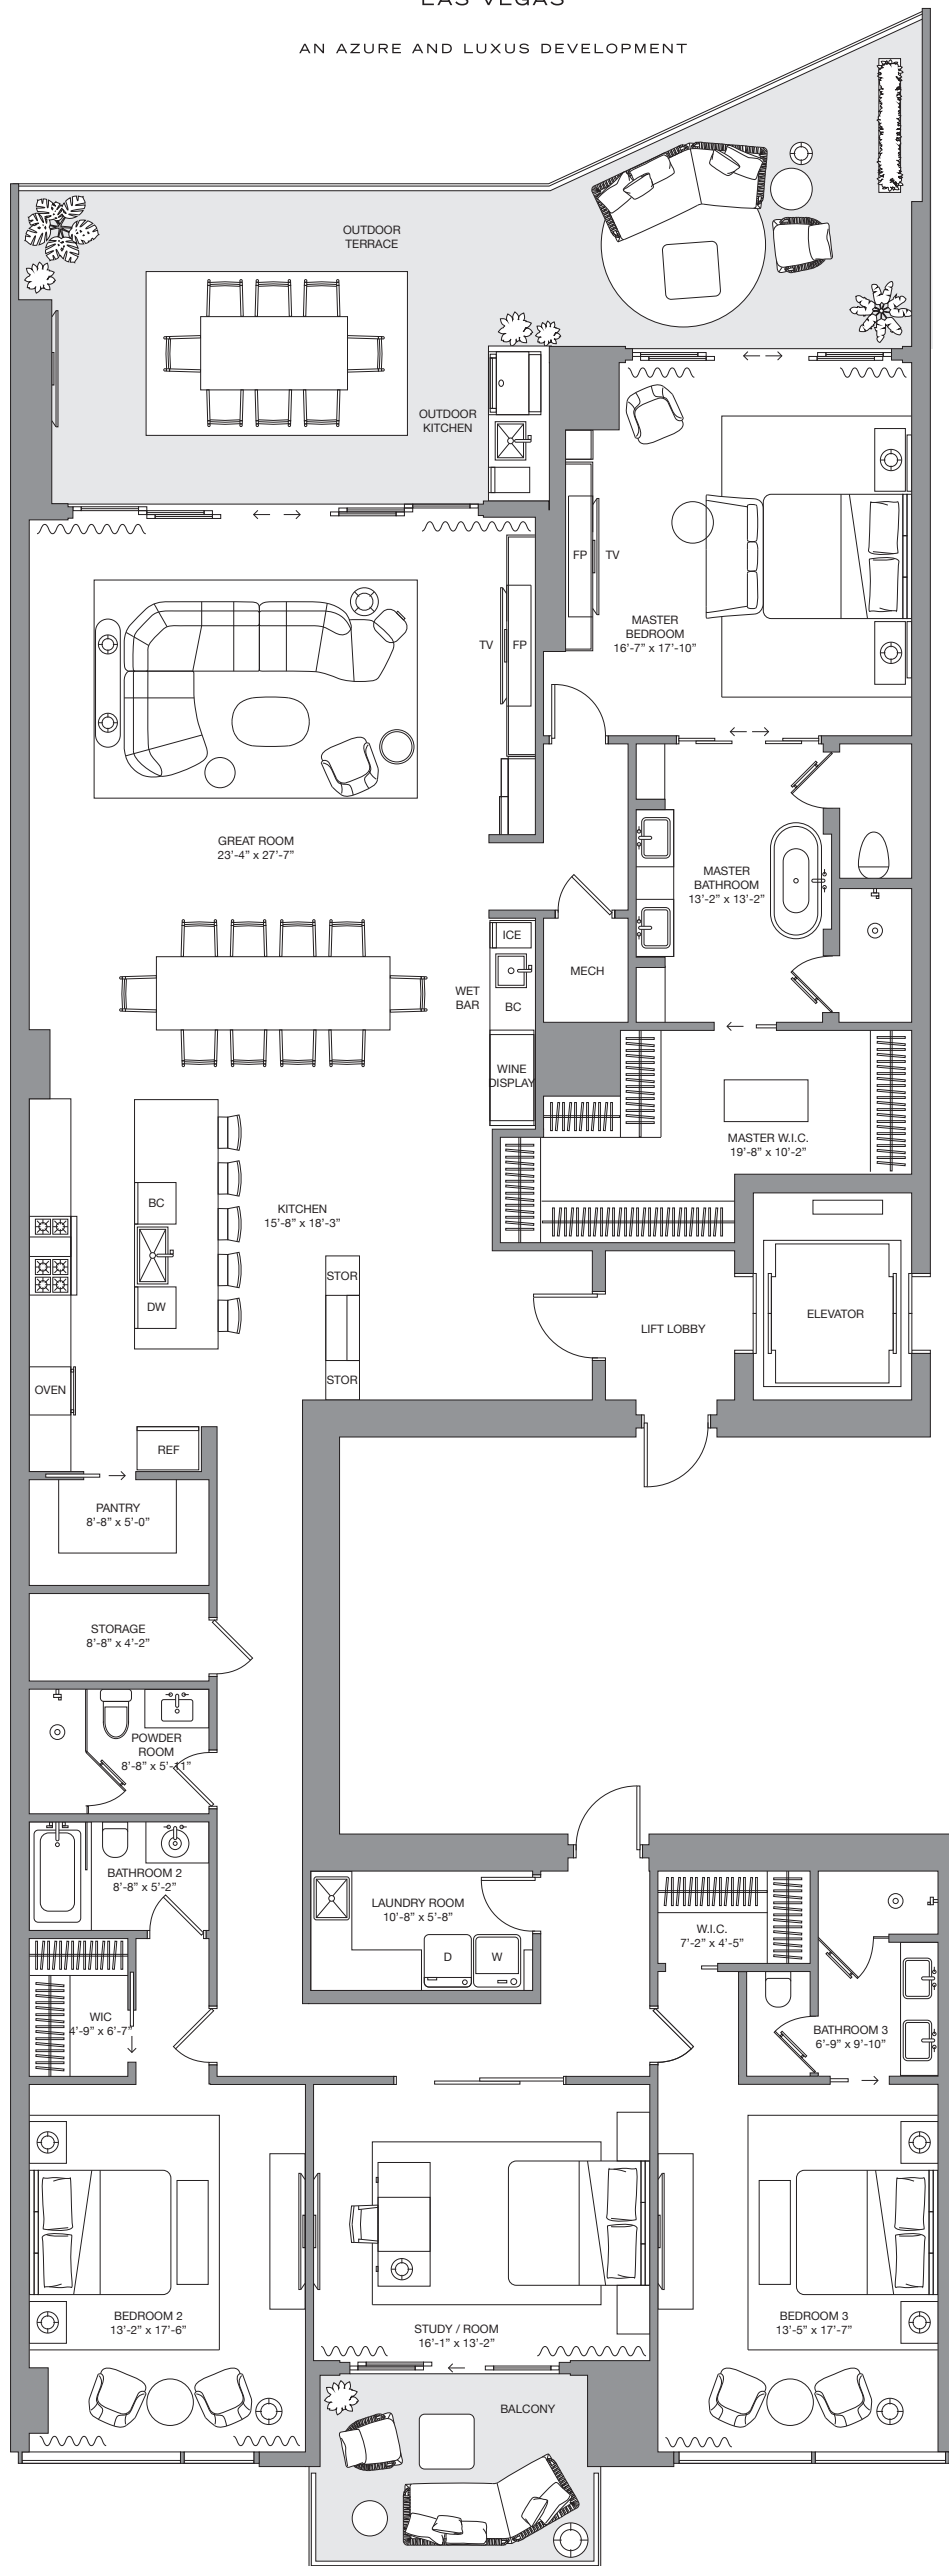 LAS VEGAS
AN AZURE AND LUXUS DEVELOPMENT
OUTDOOR
TERRACE
OUTDOOR
KITCHEN
FP
TV
MASTER
BEDROOM
16'-7" x 17'-10"
TV
FP
GREAT ROOM
23'-4" x 27'-7"
MASTER
BATHROOM
13'-2" x 13'-2"
ICE
MECH
WET
BAR
BC
WINE
DISPLAY
MASTER W.I.C.
19'-8" x 10'-2"
BC
KITCHEN
15'-8" x 18'-3"
STOR
DW
LIFT LOBBY
ELEVATOR
OVEN
STOR
REF
PANTRY
8'-8" x 5'-0"
STORAGE
8'-8" x 4'-2"
POWDER
ROOM
8'-8" x 5'-11"
BATHROOM 2
8'-8" x 5'-2"
LAUNDRY ROOM
10'-8" x 5'-8"
D
W
W.I.C.
7'-2" x 4'-5"
WIC
4'-9" x 6'-7"
BATHROOM 3
6'-9" x 9'-10"
BEDROOM 2
13'-2" x 17'-6"
STUDY / ROOM
16'-1" x 13'-2"
BEDROOM 3
13'-5" x 17'-7"
BALCONY